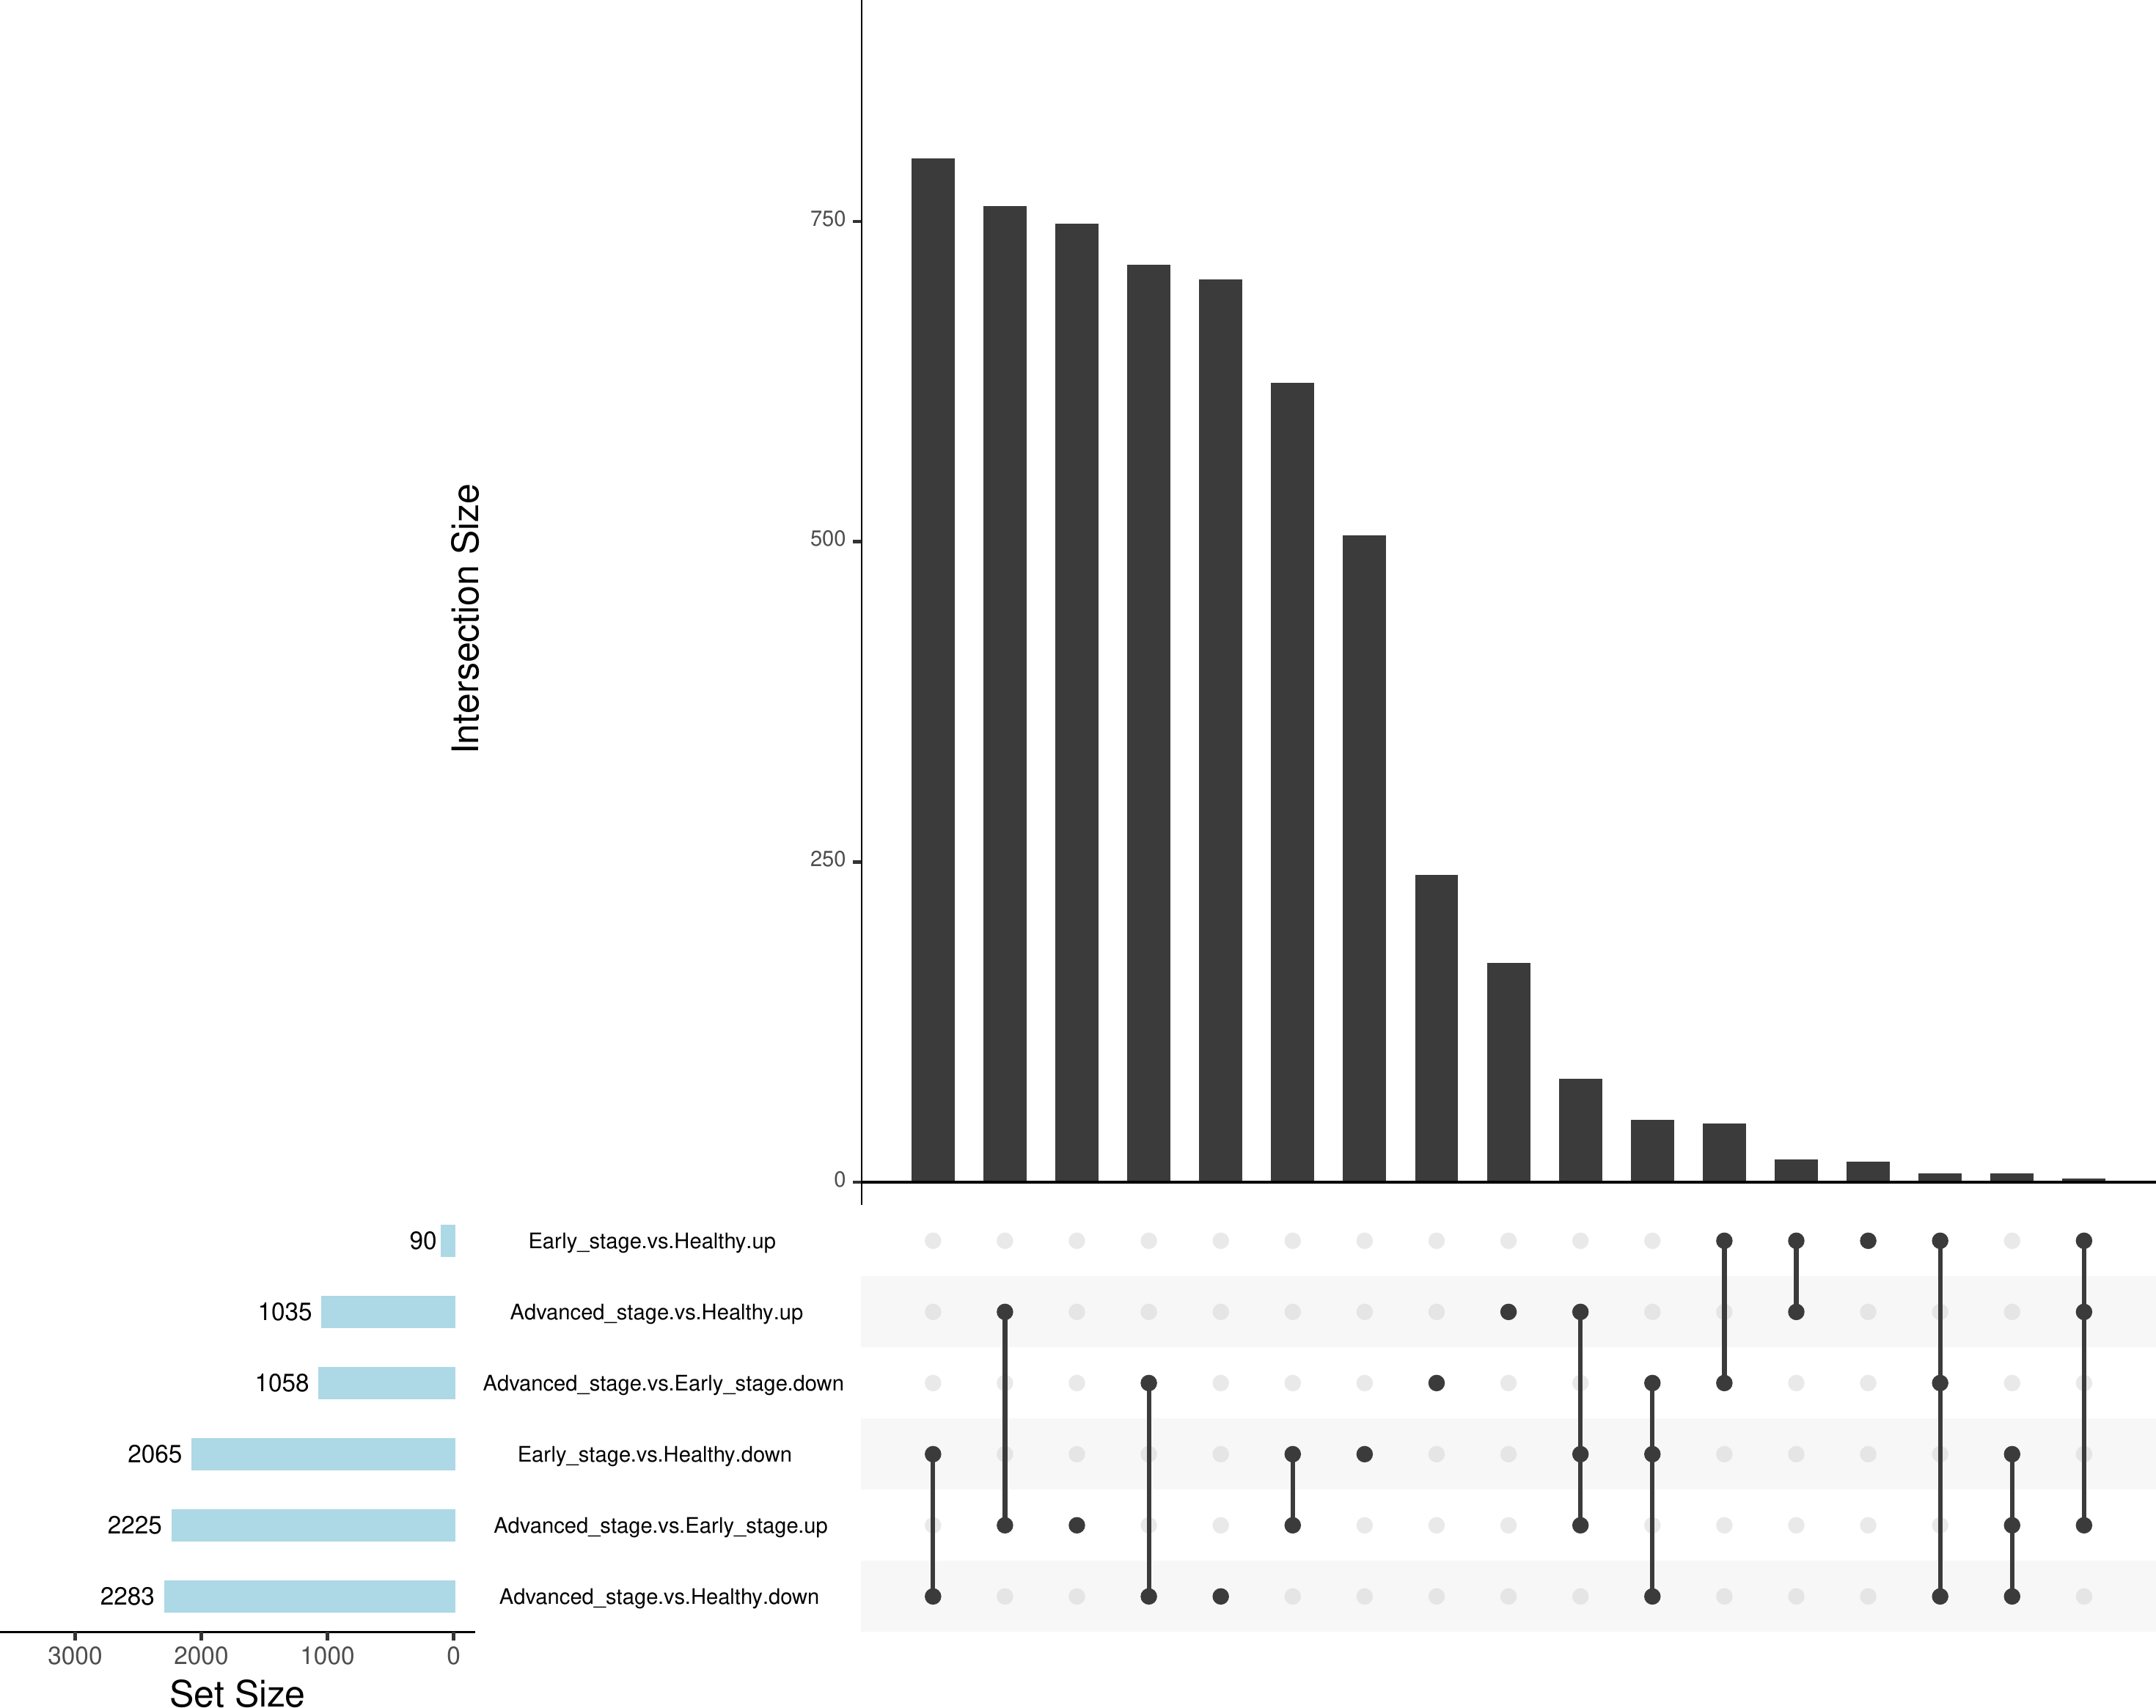 Intersection Size
750
500
250
0
90 Early_stage.vs.Healthy.up
1035 Advanced_stage.vs.Healthy.up
1058 Advanced_stage.vs.Early_stage.down
2065 Early_stage.vs.Healthy.down
2225 Advanced_stage.vs.Early_stage.up
2283 Advanced_stage.vs.Healthy.down
3000 2000 1000 0
Set Size